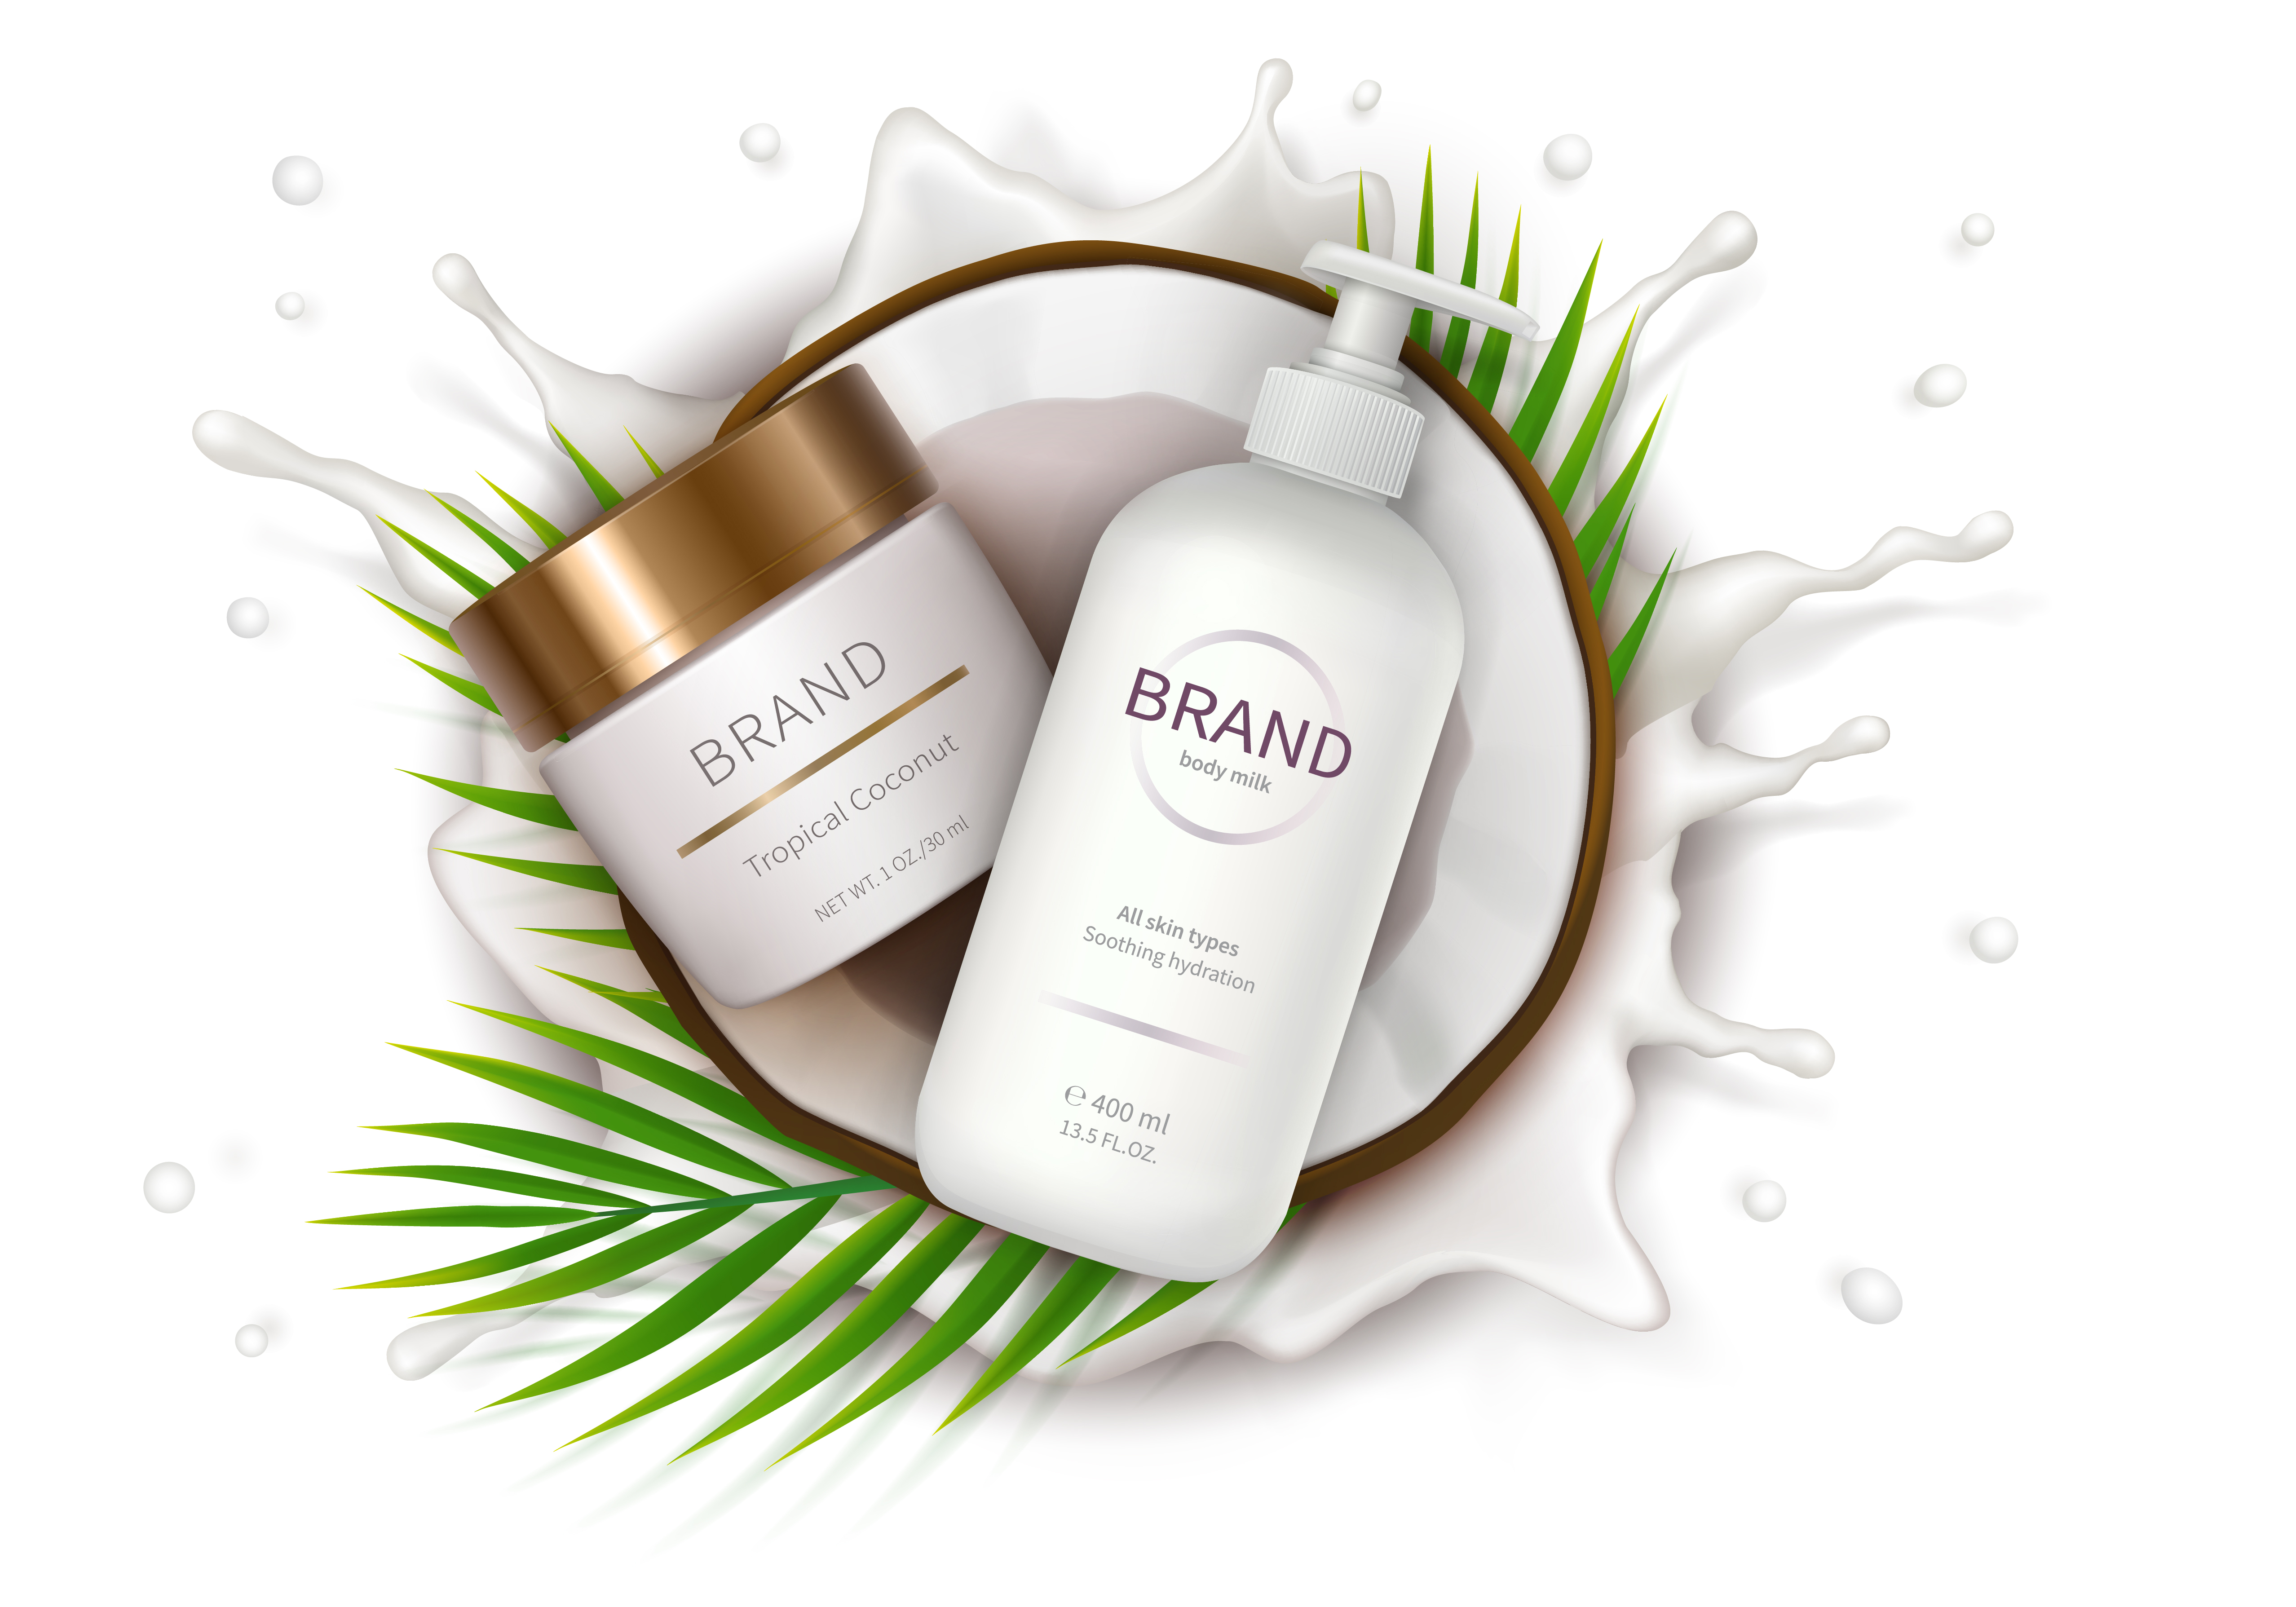 BRAND
Tropical Coconut
NET WT. 1 OZ./30 ml
BRAND
body milk
All skin types
Soothing hydration
℮ 400 ml
13.5 FL.OZ.